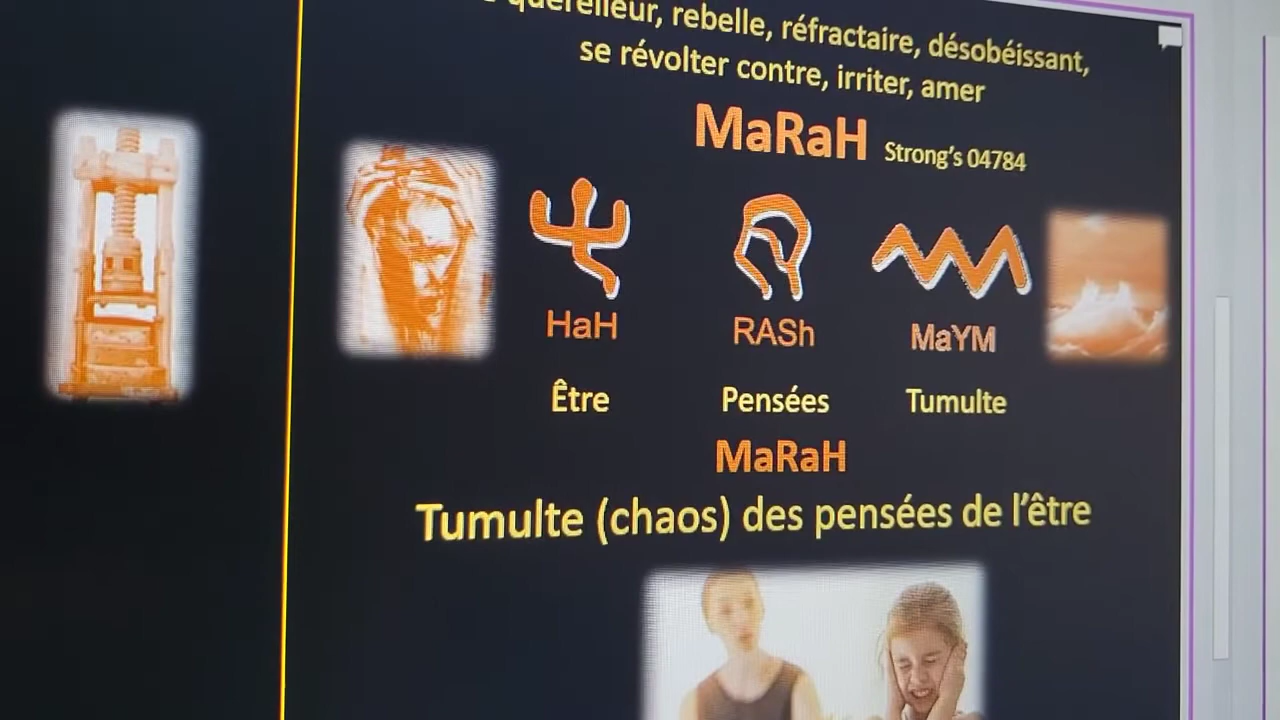 querelleur, rebelle, réfractaire, désobéissant,
se révolter contre, irriter, amer
MaRaH Strong's 04784
HaH RASh MaYM
Être Pensées Tumulte
MaRaH
Tumulte (chaos) des pensées de l'être